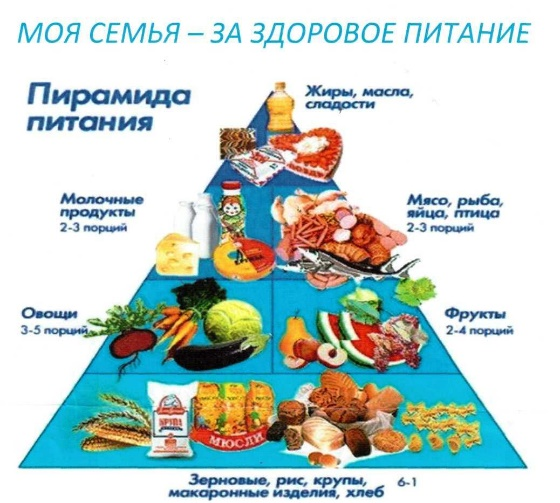 МОЯ СЕМЬЯ – ЗА ЗДОРОВОЕ ПИТАНИЕ
Пирамида
питания
Жиры, масла,
сладости
Молочные
продукты
2-3 порций
Мясо, рыба,
яйца, птица
2-3 порций
Овощи
3-5 порций
Фрукты
2-4 порций
КРУПА
МЮСЛИ
Зерновые, рис, крупы,
макаронные изделия, хлеб
6-1